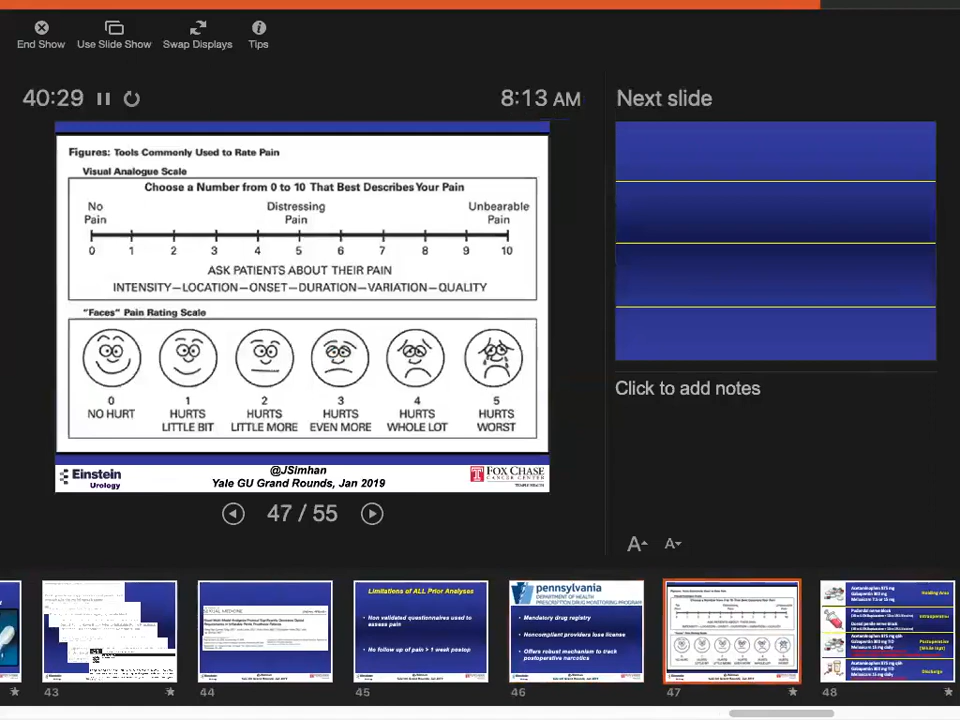 End Show Use Slide Show Swap Displays Tips
40:29 8:13 AM Next slide
Figures: Tools Commonly Used to Rate Pain
Visual Analogue Scale
Choose a Number from 0 to 10 That Best Describes Your Pain
No Pain Distressing Pain Unbearable Pain
0 1 2 3 4 5 6 7 8 9 10
ASK PATIENTS ABOUT THEIR PAIN
INTENSITY—LOCATION—ONSET—DURATION—VARIATION—QUALITY
"Faces" Pain Rating Scale
0 1 2 3 4 5
NO HURT HURTS HURTS HURTS HURTS HURTS
LITTLE BIT LITTLE MORE EVEN MORE WHOLE LOT WORST
Einstein
Urology
@JSimhan
Yale GU Grand Rounds, Jan 2019
FOX CHASE
CANCER CENTER
TEMPLE HEALTH
Click to add notes
47 / 55
A A
Limitations of ALL Prior Analyses
Non validated questionnaires used to
assess pain
No follow up of pain > 1 week postop
pennsylvania
DEPARTMENT OF HEALTH
PRESCRIPTION DRUG MONITORING PROGRAM
Mandatory drug registry
Noncompliant providers lose license
Offers robust mechanism to track
postoperative narcotics
Holding Area
Discharge
43 44 45 46 47 48